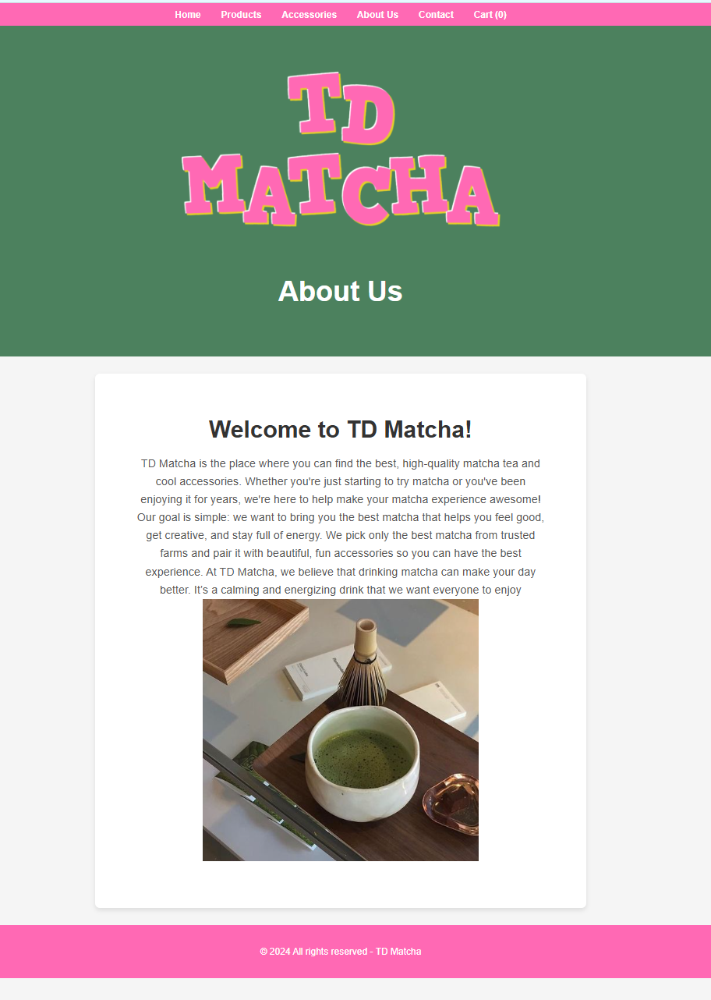 Home Products Accessories About Us Contact Cart (0)
TD
MATCHA
About Us
Welcome to TD Matcha!
TD Matcha is the place where you can find the best, high-quality matcha tea and
cool accessories. Whether you're just starting to try matcha or you've been
enjoying it for years, we're here to help make your matcha experience awesome!
Our goal is simple: we want to bring you the best matcha that helps you feel good,
get creative, and stay full of energy. We pick only the best matcha from trusted
farms and pair it with beautiful, fun accessories so you can have the best
experience. At TD Matcha, we believe that drinking matcha can make your day
better. It’s a calming and energizing drink that we want everyone to enjoy
© 2024 All rights reserved - TD Matcha